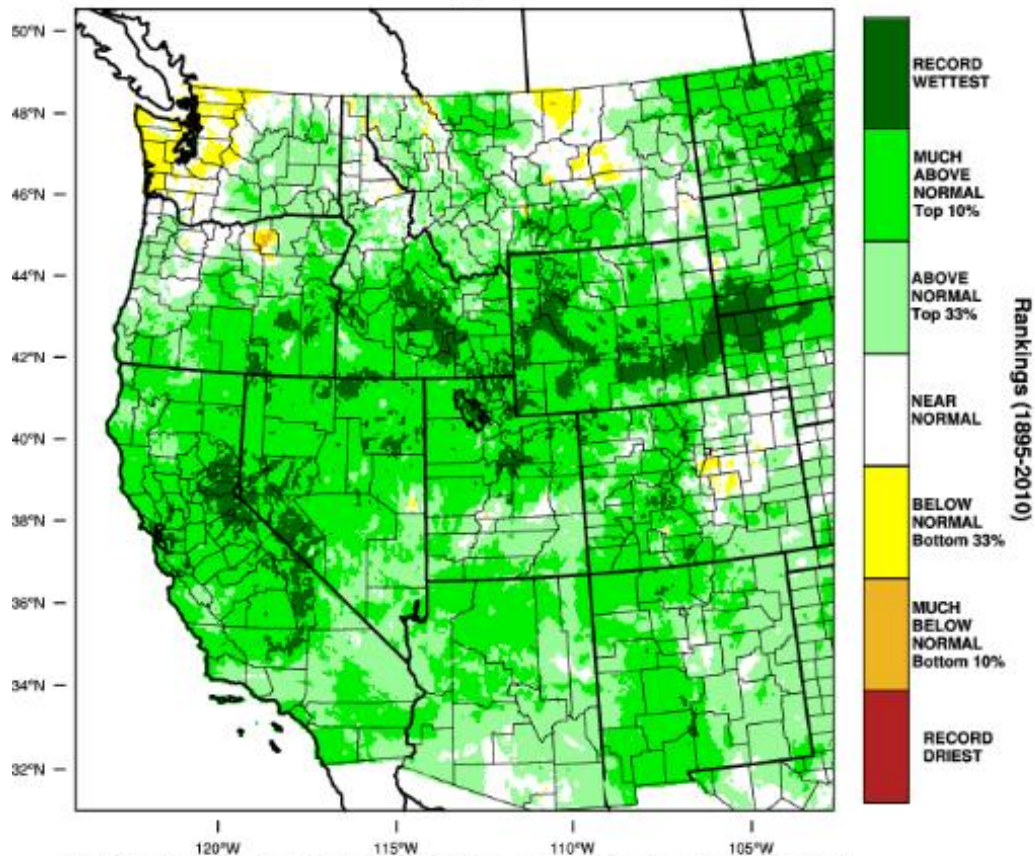 50°N
48°N
46°N
44°N
42°N
40°N
38°N
36°N
34°N
32°N
120°W
115°W
110°W
105°W
RECORD
WETTEST
MUCH
ABOVE
NORMAL
Top 10%
ABOVE
NORMAL
Top 33%
NEAR
NORMAL
BELOW
NORMAL
Bottom 33%
MUCH
BELOW
NORMAL
Bottom 10%
RECORD
DRIEST
Rankings (1895-2010)